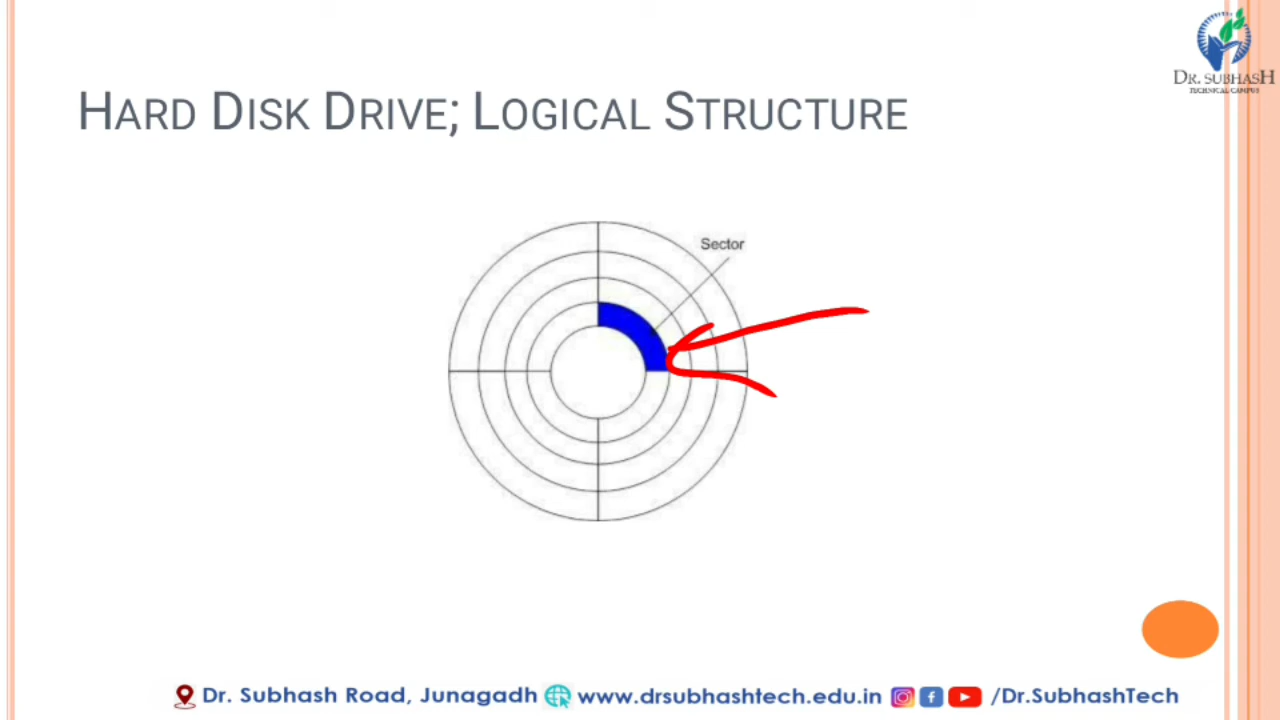 DR. SUBHASH
TECHNICAL CAMPUS
HARD DISK DRIVE; LOGICAL STRUCTURE
Sector
Dr. Subhash Road, Junagadh www.drsubhashtech.edu.in /Dr.SubhashTech